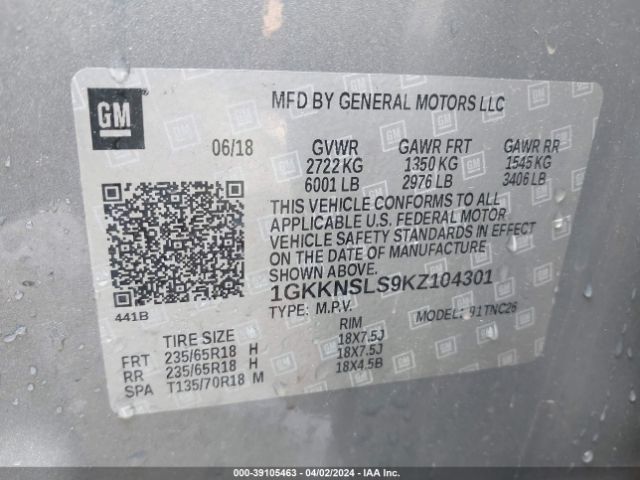 GM
MFD BY GENERAL MOTORS LLC
06/18 GVWR GAWR FRT GAWR RR
2722 KG 1350 KG 1545 KG
6001 LB 2976 LB 3406 LB
THIS VEHICLE CONFORMS TO ALL
APPLICABLE U.S. FEDERAL MOTOR
VEHICLE SAFETY STANDARDS IN EFFECT
ON THE DATE OF MANUFACTURE
SHOWN ABOVE.
1GKKNSLS9KZ104301
441B
TYPE: M.P.V. MODEL: 91TNC26
TIRE SIZE RIM
FRT 235/65R18 H 18X7.5J
RR 235/65R18 H 18X7.5J
SPA T135/70R18 M 18X4.5B
000-39105463 - 04/02/2024 - IAA Inc.